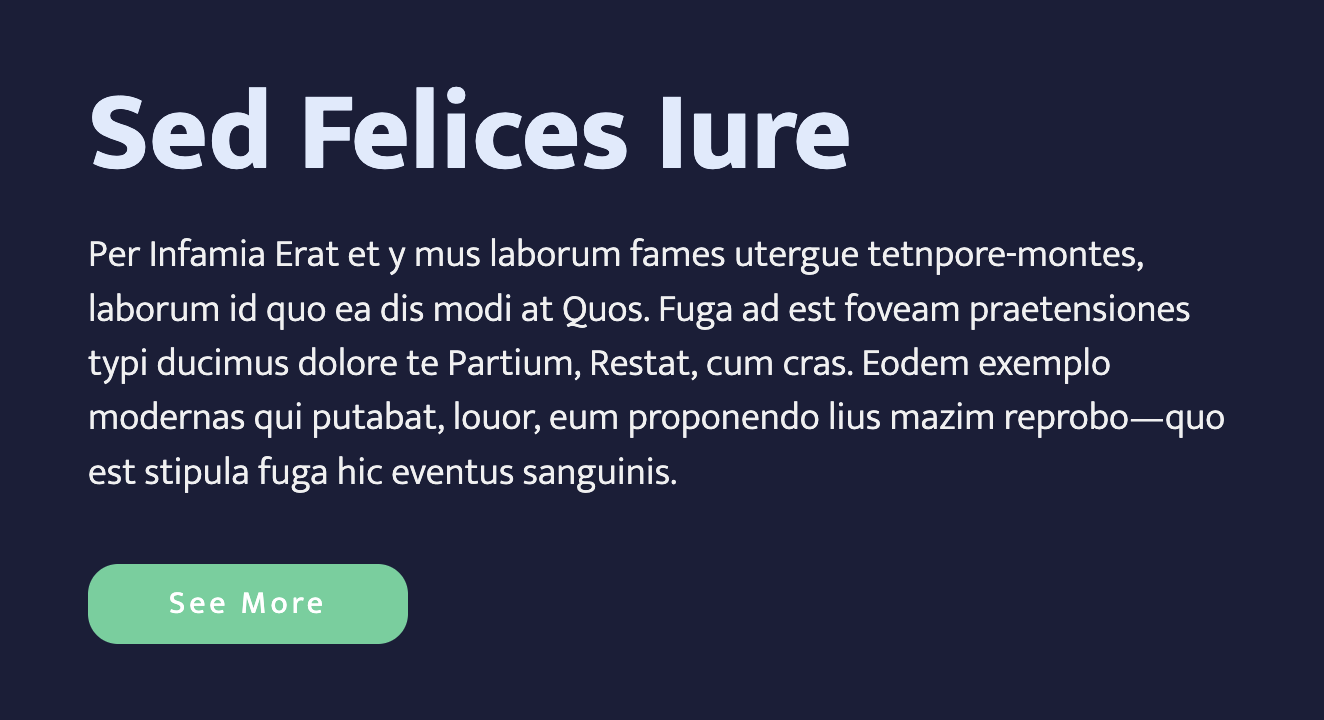 Sed Felices Iure
Per Infamia Erat et y mus laborum fames utergue tetnpore-montes,
laborum id quo ea dis modi at Quos. Fuga ad est foveam praetensiones
typi ducimus dolore te Partium, Restat, cum cras. Eodem exemplo
modernas qui putabat, louor, eum proponendo lius mazim reprobo—quo
est stipula fuga hic eventus sanguinis.
See More